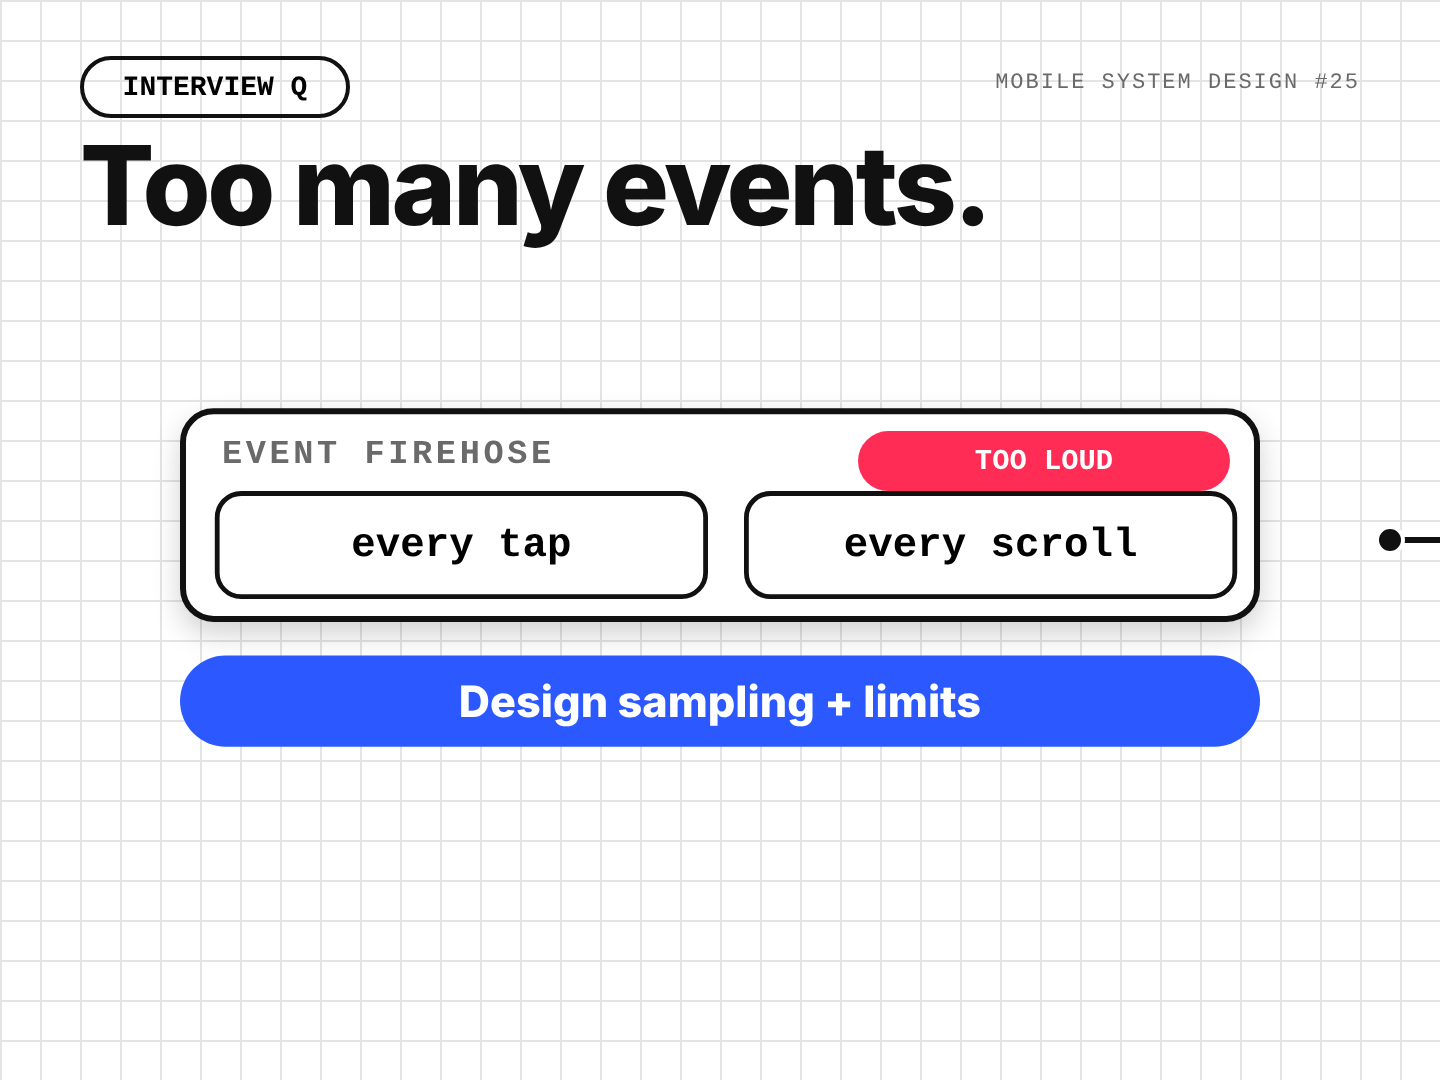 INTERVIEW Q
MOBILE SYSTEM DESIGN #25
Too many events.
EVENT FIREHOSE
TOO LOUD
every tap
every scroll
Design sampling + limits